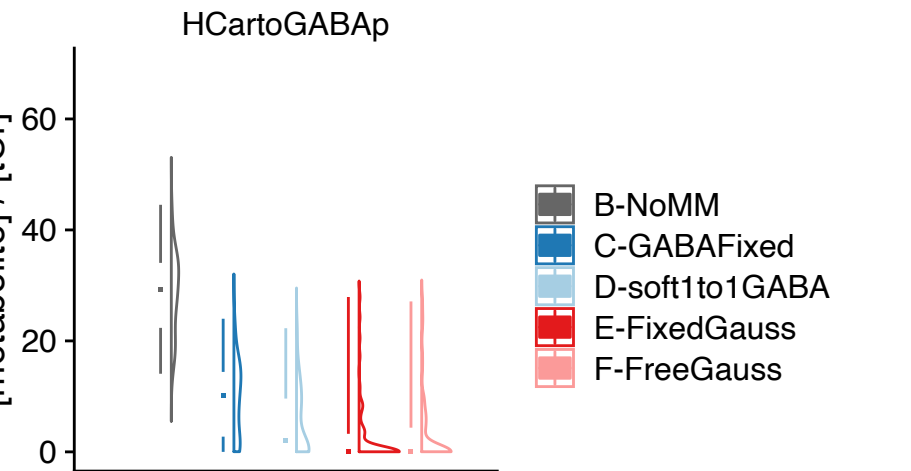 HCartoGABAp
60
40
20
0
B-NoMM
C-GABAFixed
D-soft1to1GABA
E-FixedGauss
F-FreeGauss